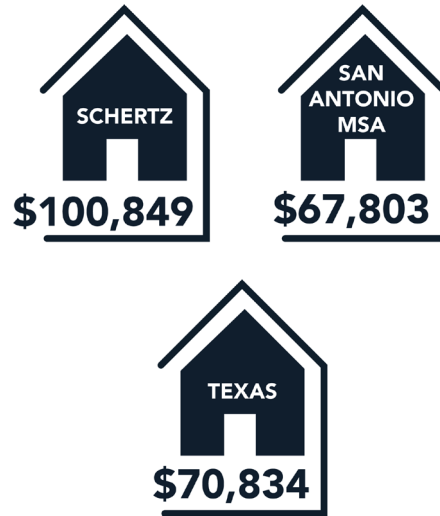 SCHERTZ
$100,849
SAN
ANTONIO
MSA
$67,803
TEXAS
$70,834